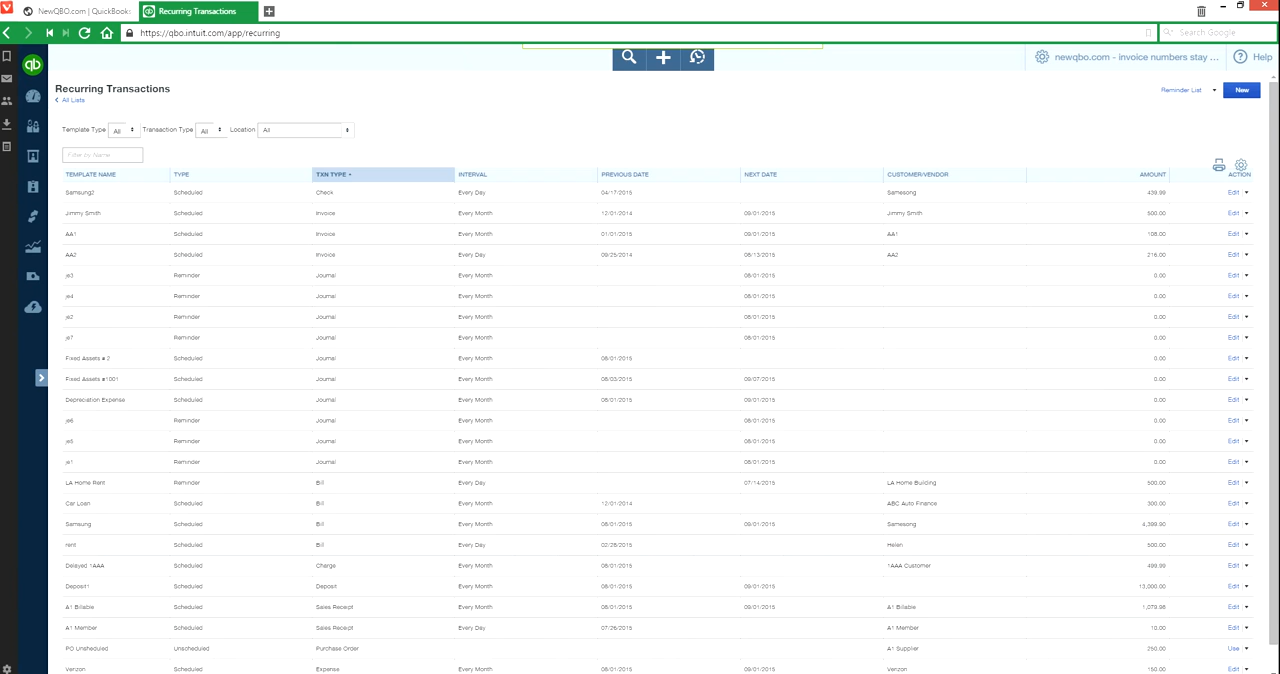 NewQBO.com | QuickBook:
Recurring Transactions
https://qbo.intuit.com/app/recurring
Search Google
qb
newqbo.com - invoice numbers stay ...
Help
Recurring Transactions
All Lists
Reminder List
New
Template Type All Transaction Type All Location All
Filter by Name
TEMPLATE NAME TYPE TXN TYPE INTERVAL PREVIOUS DATE NEXT DATE CUSTOMER/VENDOR AMOUNT ACTION
Samsung2 Scheduled Check Every Day 04/17/2015 Samesong 439.99 Edit
Jimmy Smith Scheduled Invoice Every Month 12/01/2014 09/01/2015 Jimmy Smith 500.00 Edit
AA1 Scheduled Invoice Every Month 01/01/2015 09/01/2015 AA1 108.00 Edit
AA2 Scheduled Invoice Every Day 09/25/2014 08/13/2015 AA2 216.00 Edit
je3 Reminder Journal Every Month 08/01/2015 0.00 Edit
je4 Reminder Journal Every Month 08/01/2015 0.00 Edit
je2 Reminder Journal Every Month 08/01/2015 0.00 Edit
je7 Reminder Journal Every Month 08/01/2015 0.00 Edit
Fixed Assets # 2 Scheduled Journal Every Month 08/01/2015 0.00 Edit
Fixed Assets #1001 Scheduled Journal Every Month 08/03/2015 09/07/2015 0.00 Edit
Depreciation Expense Scheduled Journal Every Month 08/01/2015 09/01/2015 0.00 Edit
je6 Reminder Journal Every Month 08/01/2015 0.00 Edit
je5 Reminder Journal Every Month 08/01/2015 0.00 Edit
je1 Reminder Journal Every Month 08/01/2015 0.00 Edit
LA Home Rent Reminder Bill Every Day 07/14/2015 LA Home Building 500.00 Edit
Car Loan Scheduled Bill Every Month 12/01/2014 ABC Auto Finance 300.00 Edit
Samsung Scheduled Bill Every Month 08/01/2015 09/01/2015 Samesong 4,399.90 Edit
rent Scheduled Bill Every Day 02/28/2015 Helen 500.00 Edit
Delayed 1AAA Scheduled Charge Every Month 08/01/2015 1AAA Customer 499.99 Edit
Deposit1 Scheduled Deposit Every Month 08/01/2015 09/01/2015 13,000.00 Edit
A1 Billable Scheduled Sales Receipt Every Month 08/01/2015 09/01/2015 A1 Billable 1,079.98 Edit
A1 Member Scheduled Sales Receipt Every Day 07/26/2015 A1 Member 10.00 Edit
PO Unsheduled Unscheduled Purchase Order A1 Supplier 250.00 Use
Verizon Scheduled Expense Every Month 08/01/2015 09/01/2015 Verizon 150.00 Edit